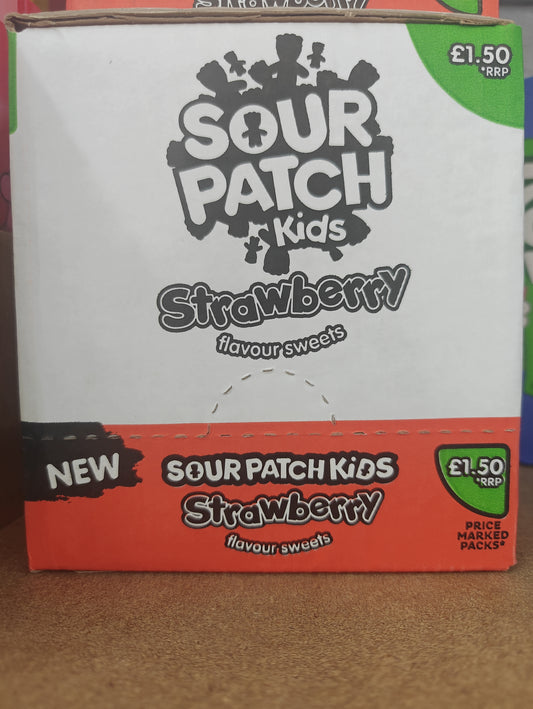 Strawberry
£1.50
*RRP
SOUR
PATCH
Kids
Strawberry
flavour sweets
NEW
SOUR PATCH KiDS
Strawberry
flavour sweets
£1.50
*RRP
PRICE
MARKED
PACKS*